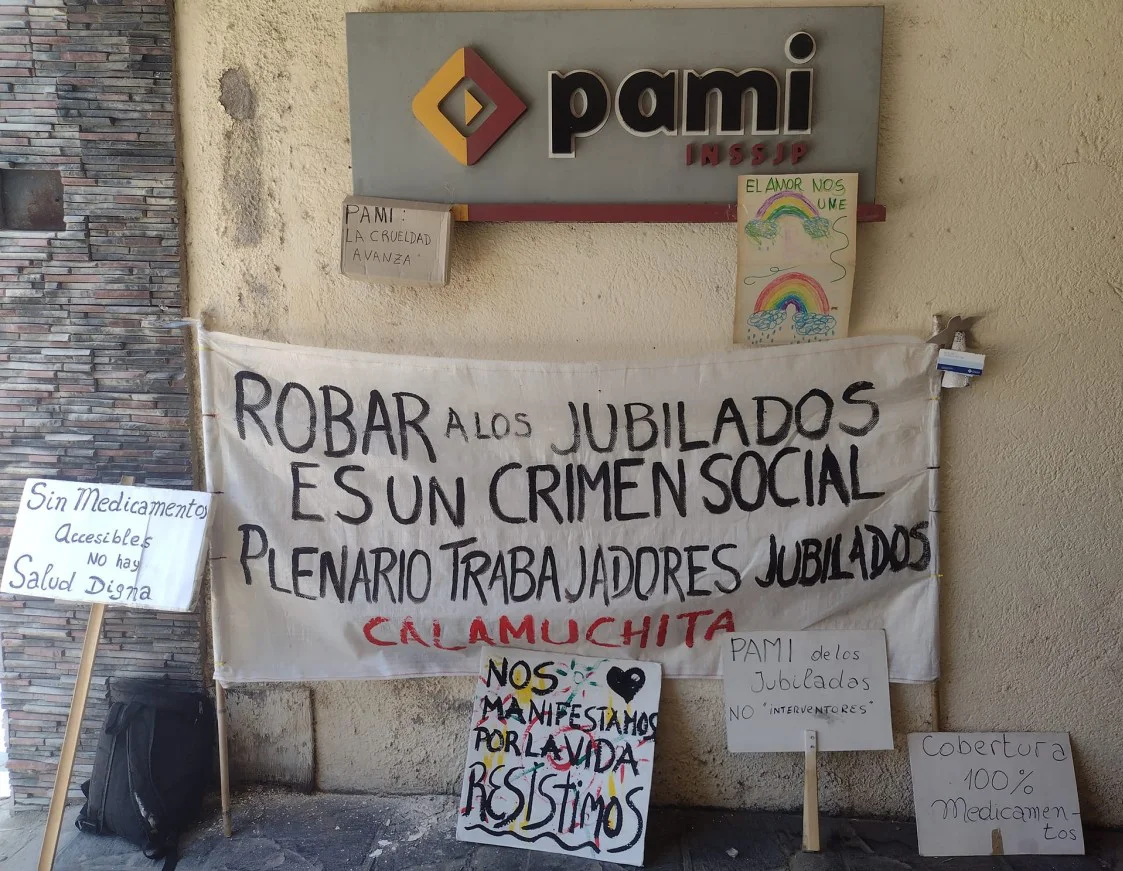 pami
INSSJP
EL AMOR NOS
UNE
PAMI:
LA CRUELDAD
AVANZA
ROBAR A LOS JUBILADOS
ES UN CRIMEN SOCIAL
PLENARIO TRABAJADORES JUBILADOS
CALAMUCHITA
Sin Medicamentos
Accesibles
NO hay
Salud Digna
NOS
MANIFESTAMOS
POR LA VIDA
RESISTIMOS
PAMI de los
Jubilados
NO "INTERVENTORES"
Cobertura
100%
Medicamen-
tos